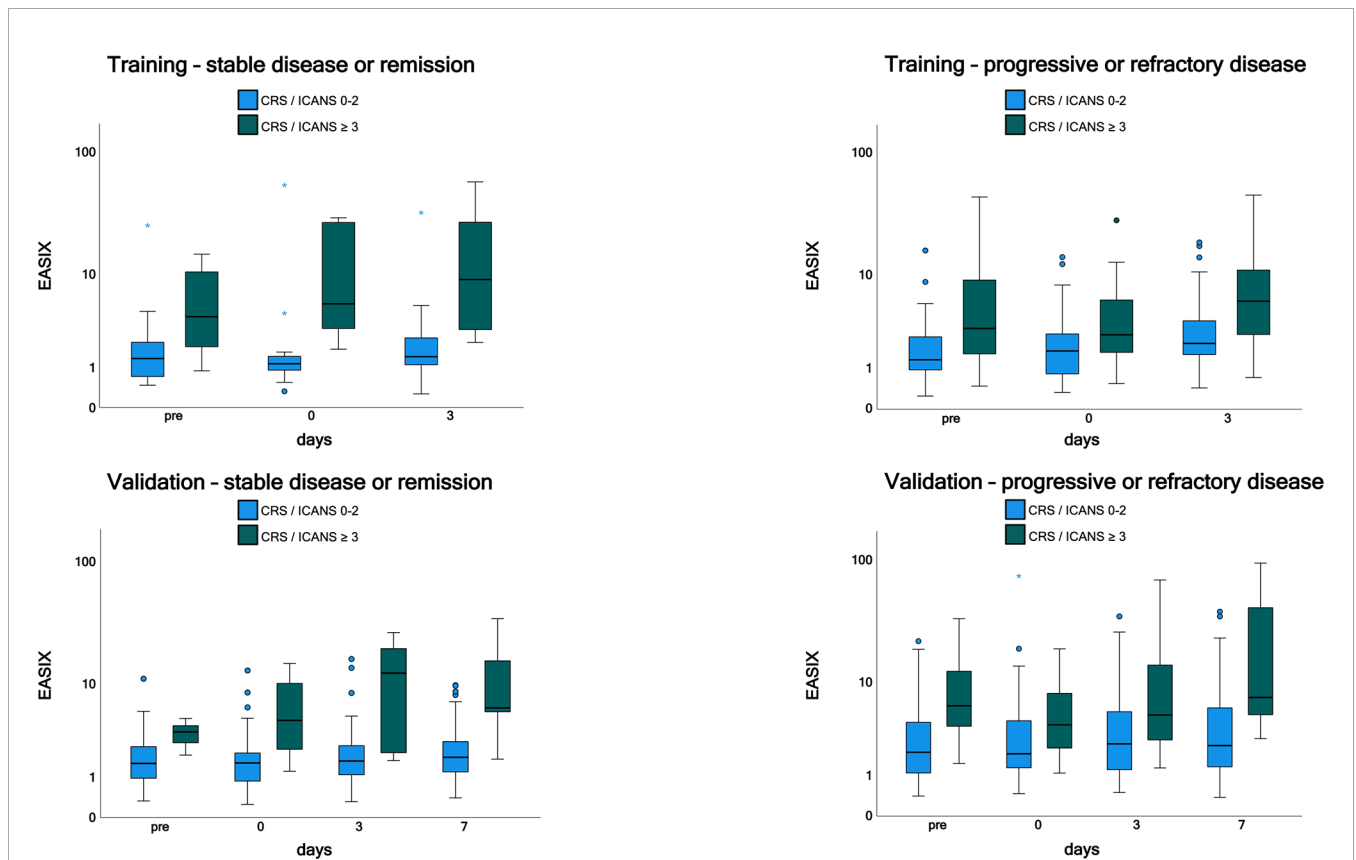 Training – stable disease or remission
CRS / ICANS 0-2
CRS / ICANS ≥ 3
100
10
1
0
EASIX
pre 0 3
days
Training – progressive or refractory disease
CRS / ICANS 0-2
CRS / ICANS ≥ 3
100
10
1
0
EASIX
pre 0 3
days
Validation – stable disease or remission
CRS / ICANS 0-2
CRS / ICANS ≥ 3
100
10
1
0
EASIX
pre 0 3 7
days
Validation – progressive or refractory disease
CRS / ICANS 0-2
CRS / ICANS ≥ 3
100
10
1
0
EASIX
pre 0 3 7
days